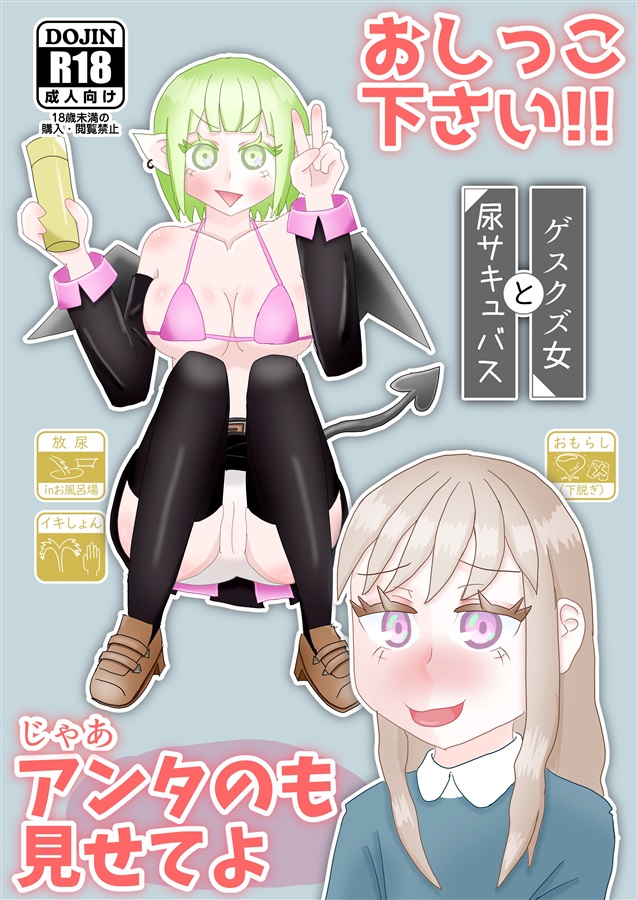 DOJIN
R18
成人向け
18歳未満の
購入・閲覧禁止
おしっこ
下さい!!
ゲスクズ女
と
尿サキュバス
放尿
inお風呂場
イキしょん
おもらし
(下脱ぎ)
じゃあ
アンタのも
見せてよ